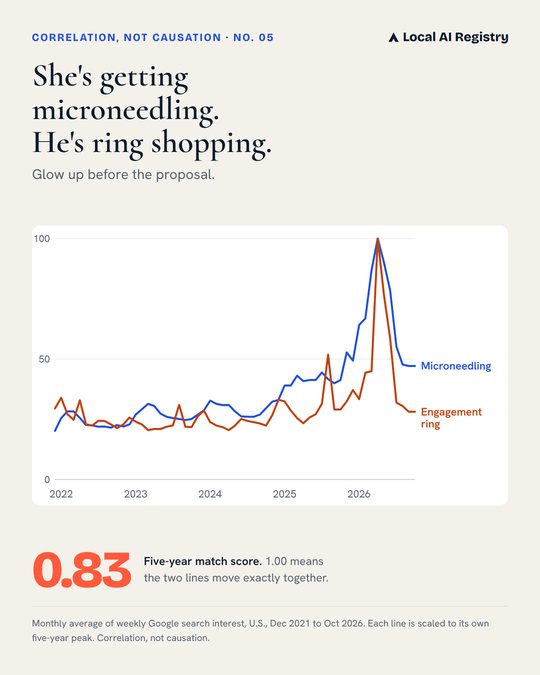 CORRELATION, NOT CAUSATION · NO. 05
Local AI Registry
She's getting
microneedling.
He's ring shopping.
Glow up before the proposal.
100
50
0
Microneedling
Engagement
ring
2022 2023 2024 2025 2026
0.83
Five-year match score. 1.00 means
the two lines move exactly together.
Monthly average of weekly Google search interest, U.S., Dec 2021 to Oct 2026. Each line is scaled to its own
five-year peak. Correlation, not causation.